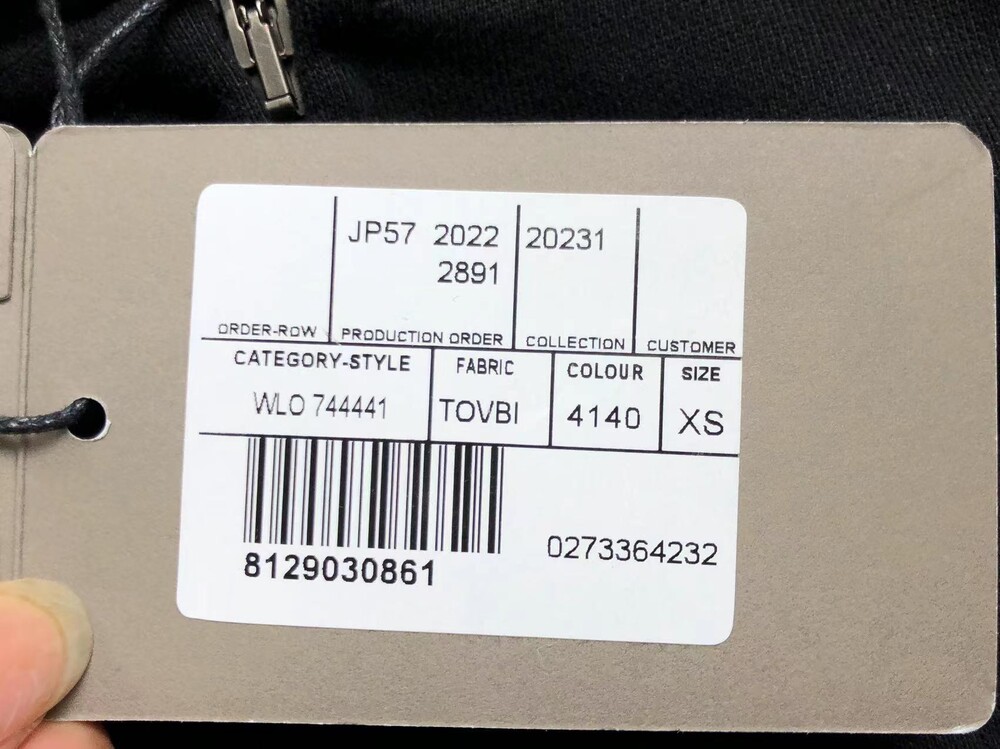 JP57 2022 20231
2891
ORDER-ROW PRODUCTION ORDER COLLECTION CUSTOMER
CATEGORY-STYLE FABRIC COLOUR SIZE
WLO 744441 TOVBI 4140 XS
8129030861 0273364232